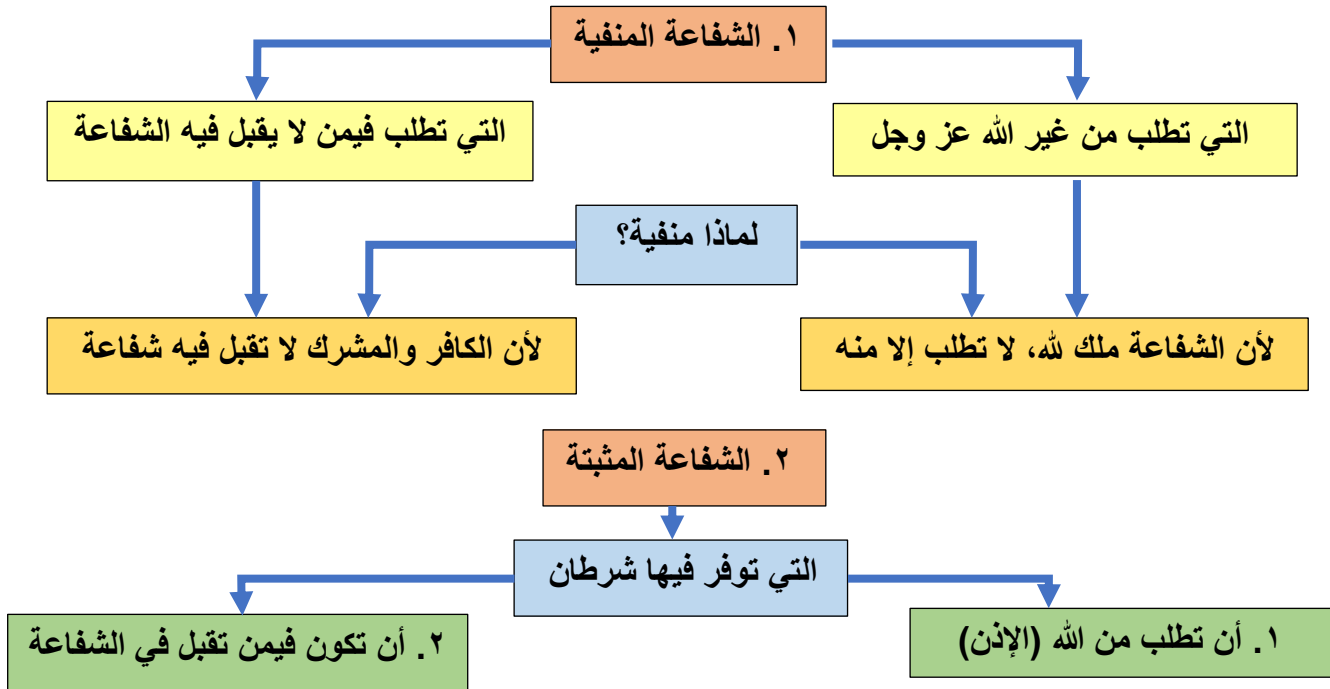 ١. الشفاعة المنفية
التي تطلب من غير الله عز وجل
التي تطلب فيمن لا يقبل فيه الشفاعة
لماذا منفية؟
لأن الشفاعة ملك لله، لا تطلب إلا منه
لأن الكافر والمشرك لا تقبل فيه شفاعة
٢. الشفاعة المثبتة
التي توفر فيها شرطان
١. أن تطلب من الله (الإذن)
٢. أن تكون فيمن تقبل في الشفاعة